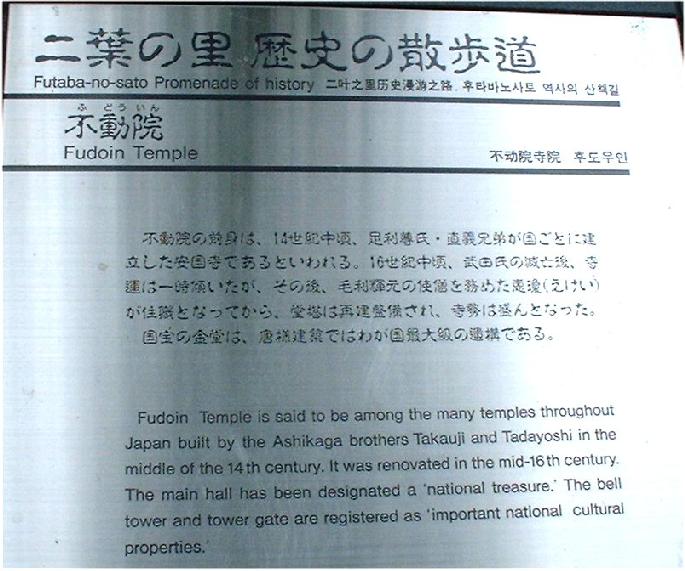 二葉の里 歴史の散歩道
Futaba-no-sato Promenade of history 二叶之里历史漫游之路. 후타바노사토 역사의 산책길
ふどういん
不動院
Fudoin Temple
不动院寺院 후도우인
不動院の前身は、14世紀中頃、足利尊氏・直義兄弟が国ごとに建
立した安国寺であるといわれる。16世紀中頃、武田氏の滅亡後、寺
運は一時傾いたが、その後、毛利輝元の使僧を務めた恵瓊(えけい)
が住職となってから、堂塔は再建整備され、寺勢は盛んとなった。
国宝の金堂は、唐様建築ではわが国最大級の遺構である。
Fudoin Temple is said to be among the many temples throughout
Japan built by the Ashikaga brothers Takauji and Tadayoshi in the
middle of the 14th century. It was renovated in the mid-16th century.
The main hall has been designated a 'national treasure.' The bell
tower and tower gate are registered as 'important national cultural
properties.'